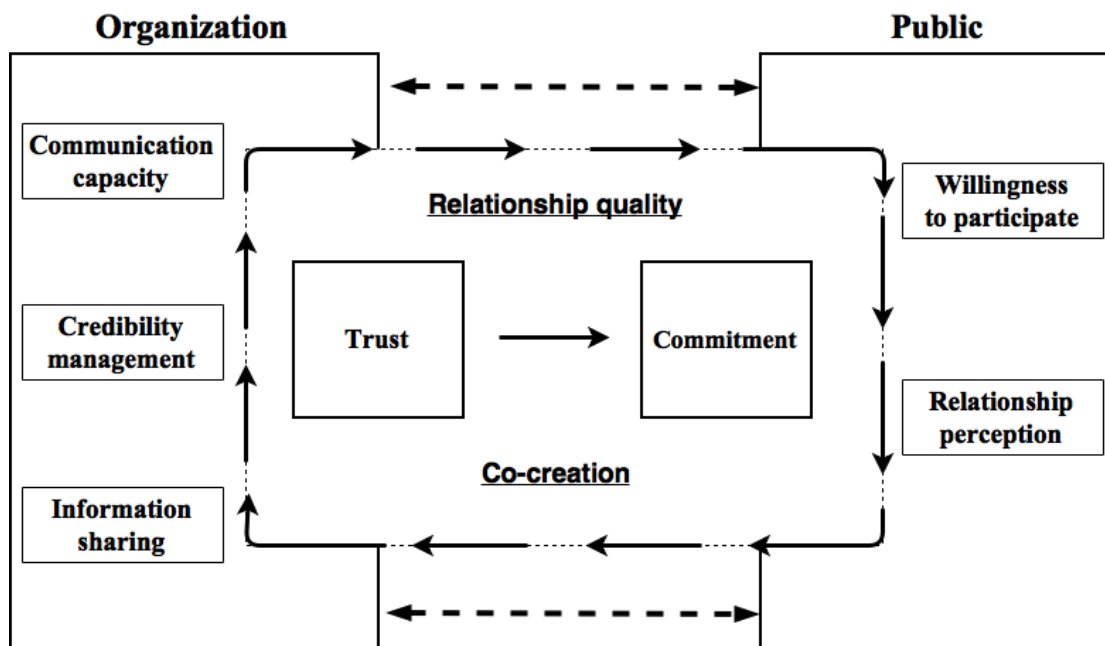 Organization
Public
Communication
capacity
Willingness
to participate
Relationship quality
Credibility
management
Trust
Commitment
Relationship
perception
Co-creation
Information
sharing